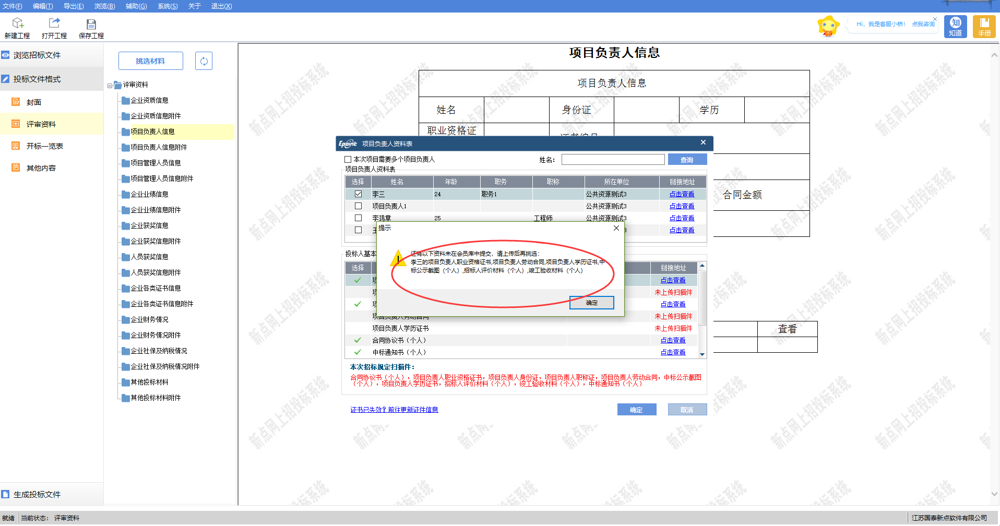 文件(F) 编辑(T) 导出(E) 浏览(B) 辅助(G) 系统(S) 关于 退出(X)
新建工程 打开工程 保存工程
Hi，我是客服小桥！ 点我咨询
知
知道
手册
浏览招标文件
投标文件格式
封面
评审资料
开标一览表
其他内容
生成投标文件
挑选材料
评审资料
企业资质信息
企业资质信息附件
项目负责人信息
项目负责人信息附件
项目管理人员信息
项目管理人员信息附件
企业业绩信息
企业业绩信息附件
企业获奖信息
企业获奖信息附件
人员获奖信息
人员获奖信息附件
企业各类证书信息
企业各类证书信息附件
企业财务情况
企业财务情况附件
企业社保及纳税情况
企业社保及纳税情况附件
其他投标材料
其他投标材料附件
项目负责人信息
项目负责人信息
姓名 身份证 学历
职业资格证
合同金额
查看
新点网上招投标系统
Epoint 项目负责人资料表
本次项目需要多个项目负责人 姓名： 查询
项目负责人资料表
选择 姓名 年龄 职务 职称 所在单位 链接地址
李三 24 职务1 公共资源测试3 点击查看
项目负责人1 公共资源测试3 点击查看
李鸿章 25 工程师 公共资源测试3 点击查看
3 点击查看
提示
还有以下资料未在会员库中提交，请上传后再挑选：
李三的项目负责人职业资格证书,项目负责人劳动合同,项目负责人学历证书,中
标公示截图（个人）,招标人评价材料（个人）,竣工验收材料（个人）
确定
投标人基本
选择 链接地址
点击查看
未上传扫描件
点击查看
项目负责人劳动合同 未上传扫描件
项目负责人学历证书 未上传扫描件
合同协议书（个人） 点击查看
中标通知书（个人） 点击查看
本次招标规定扫描件：
合同协议书（个人），项目负责人职业资格证书，项目负责人身份证，项目负责人职称证，项目负责人劳动合同，中标公示截图
（个人），项目负责人学历证书，招标人评价材料（个人），竣工验收材料（个人），中标通知书（个人）
证书已失效？前往更新证件信息
确定 取消
就绪 当前状态： 评审资料
江苏国泰新点软件有限公司